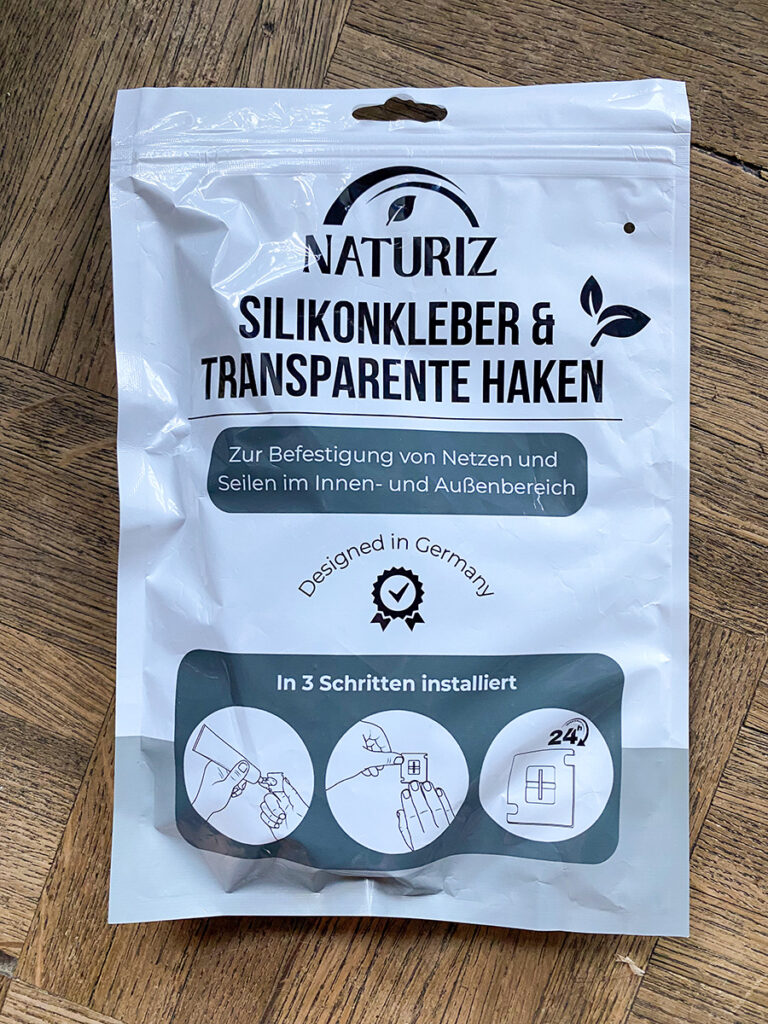 NATURIZ
SILIKONKLEBER &
TRANSPARENTE HAKEN
Zur Befestigung von Netzen und
Seilen im Innen- und Außenbereich
Designed in Germany
In 3 Schritten installiert
24h